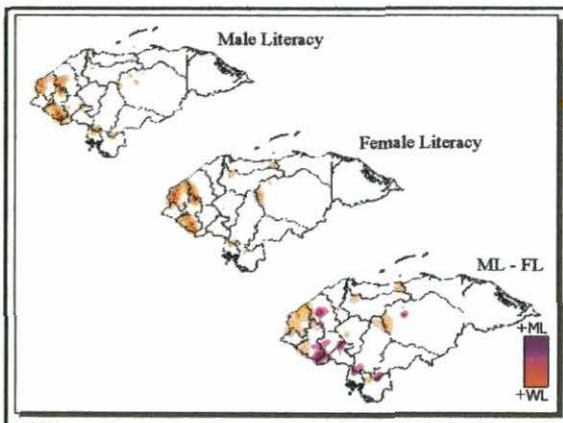 Male Literacy
Female Literacy
ML - FL
+ML
+WL